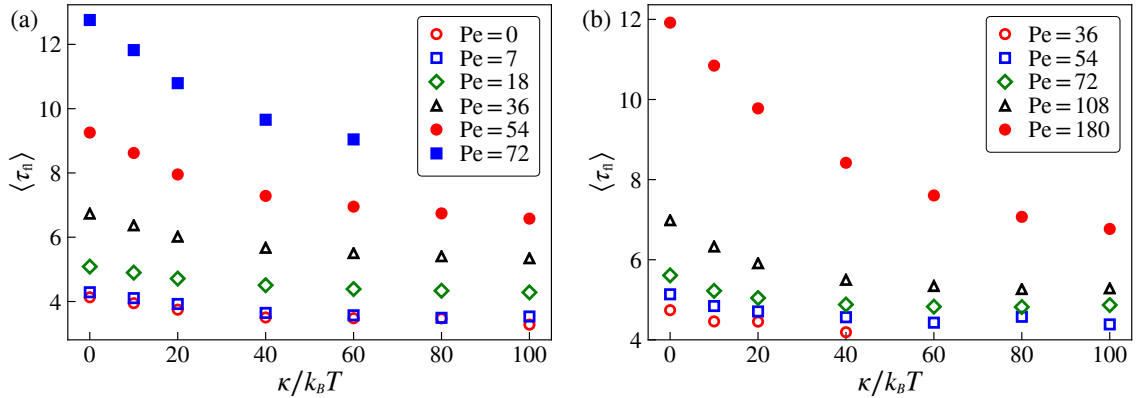 (a)
12
10
8
6
4
⟨τfl⟩
0 20 40 60 80 100
κ/kBT
Pe = 0
Pe = 7
Pe = 18
Pe = 36
Pe = 54
Pe = 72
(b)
12
10
8
6
4
⟨τfl⟩
0 20 40 60 80 100
κ/kBT
Pe = 36
Pe = 54
Pe = 72
Pe = 108
Pe = 180